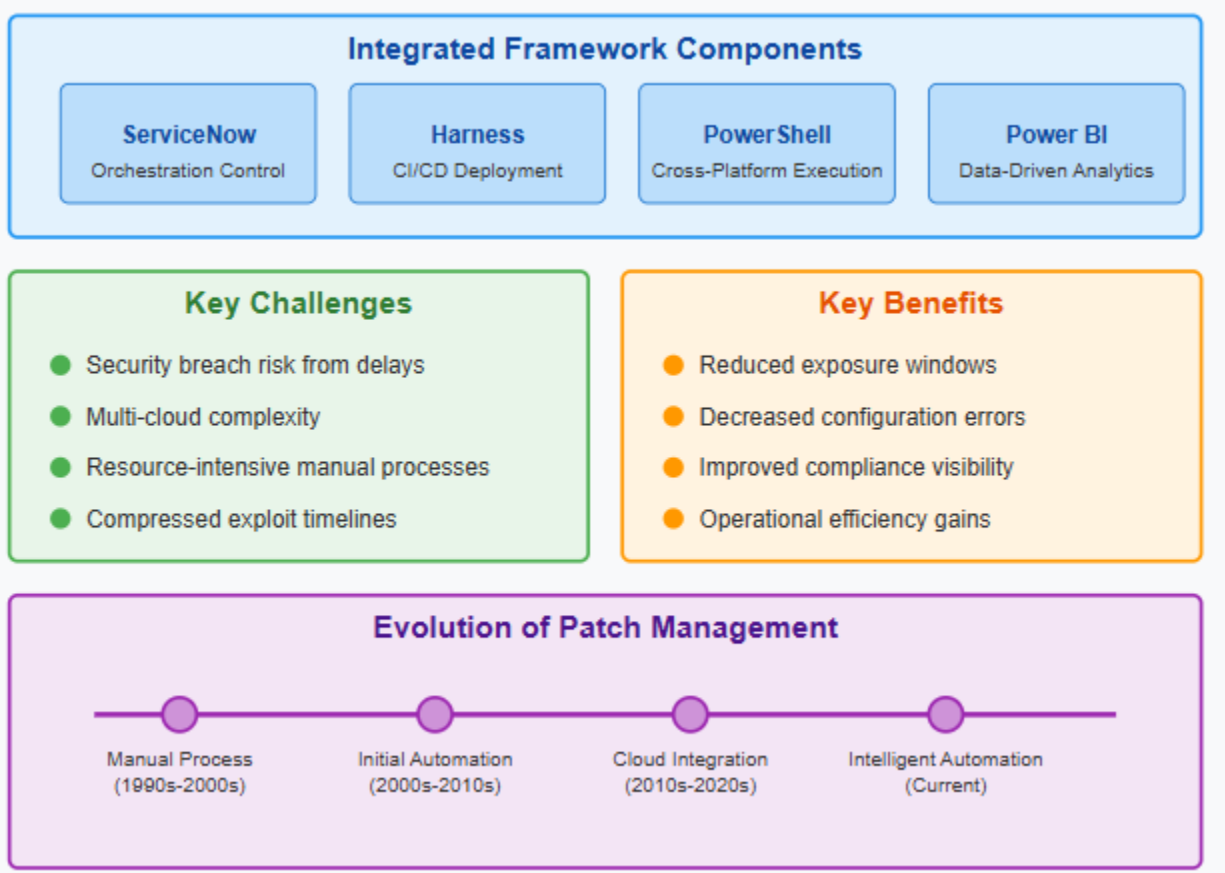 Integrated Framework Components
ServiceNow
Orchestration Control
Harness
CI/CD Deployment
PowerShell
Cross-Platform Execution
Power BI
Data-Driven Analytics
Key Challenges
Security breach risk from delays
Multi-cloud complexity
Resource-intensive manual processes
Compressed exploit timelines
Key Benefits
Reduced exposure windows
Decreased configuration errors
Improved compliance visibility
Operational efficiency gains
Evolution of Patch Management
Manual Process
(1990s-2000s)
Initial Automation
(2000s-2010s)
Cloud Integration
(2010s-2020s)
Intelligent Automation
(Current)